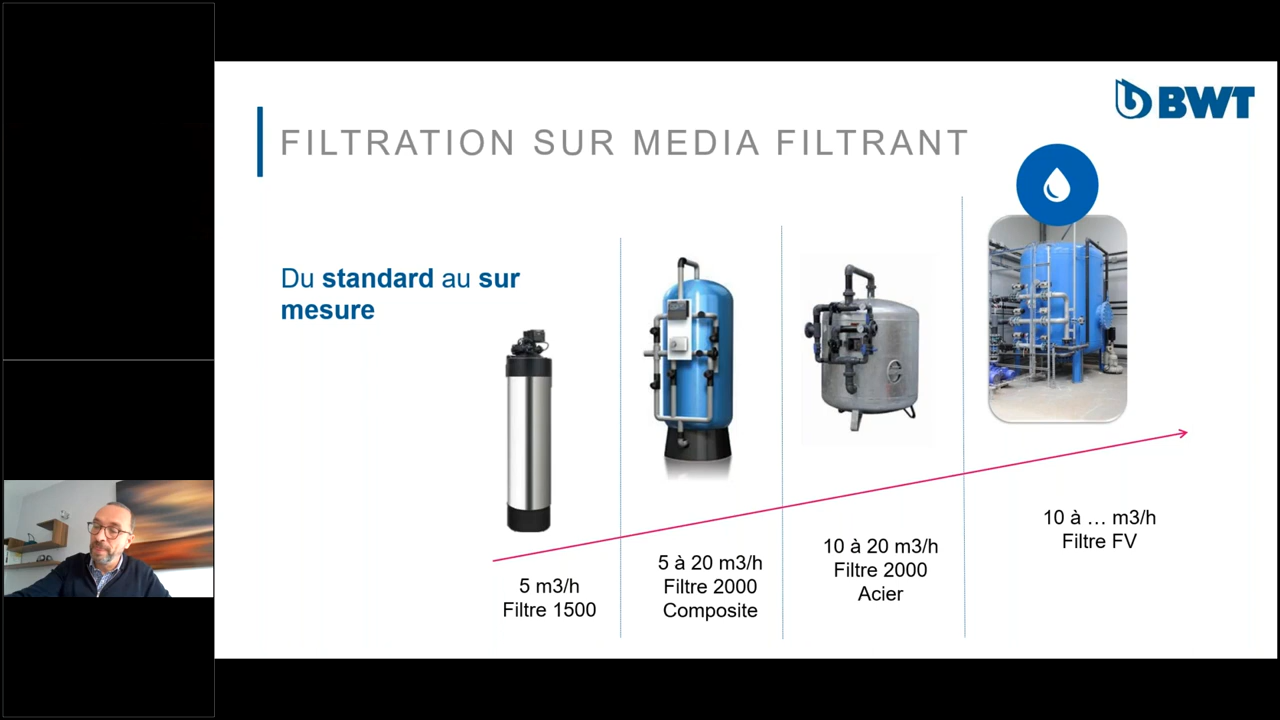 BWT
FILTRATION SUR MEDIA FILTRANT
Du standard au sur
mesure
5 m3/h
Filtre 1500
5 à 20 m3/h
Filtre 2000
Composite
10 à 20 m3/h
Filtre 2000
Acier
10 à … m3/h
Filtre FV